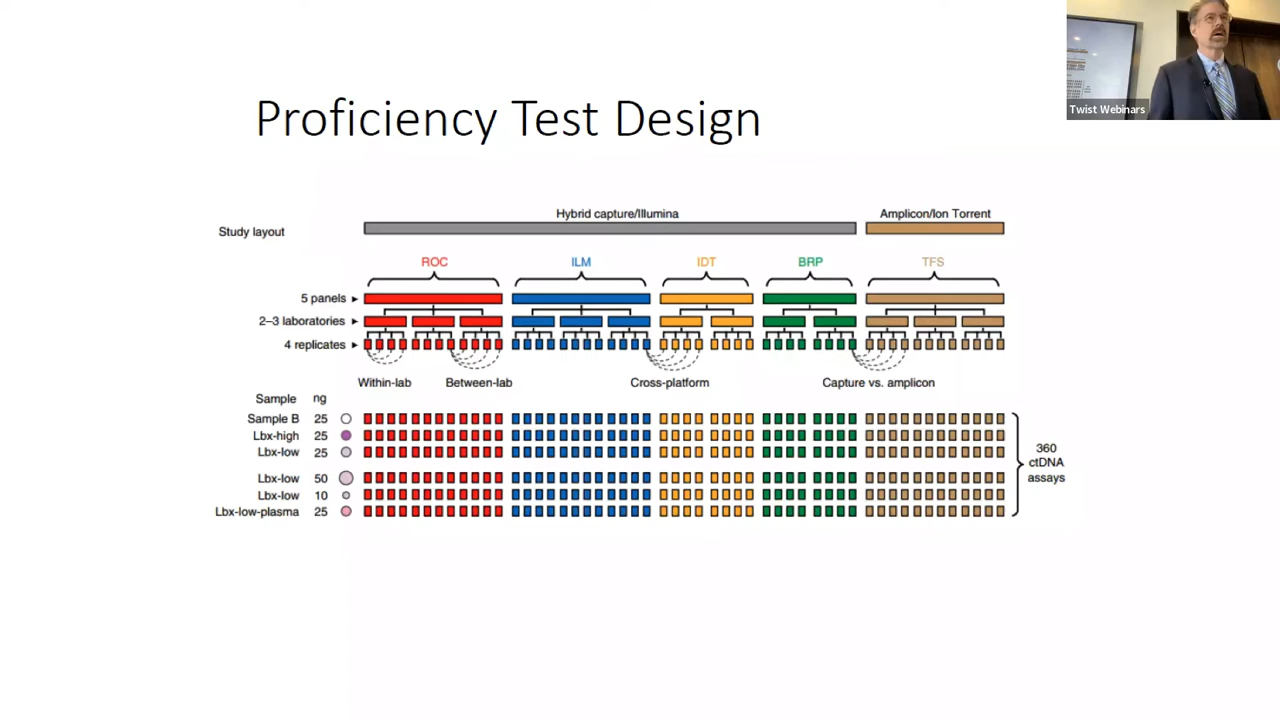 Twist Webinars
Proficiency Test Design
Hybrid capture/Illumina
Amplicon/Ion Torrent
Study layout
ROC ILM IDT BRP TFS
5 panels
2–3 laboratories
4 replicates
Within-lab Between-lab Cross-platform Capture vs. amplicon
Sample ng
Sample B 25
Lbx-high 25
Lbx-low 25
Lbx-low 50
Lbx-low 10
Lbx-low-plasma 25
360
ctDNA
assays